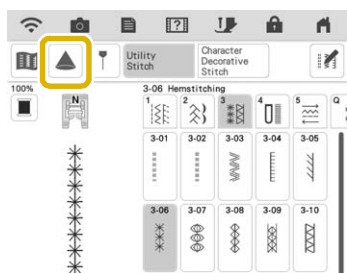 Utility
Stitch
Character
Decorative
Stitch
100%
N
3-06 Hemstitching
1 2 3 4 5 Q
3-01 3-02 3-03 3-04 3-05
3-06 3-07 3-08 3-09 3-10